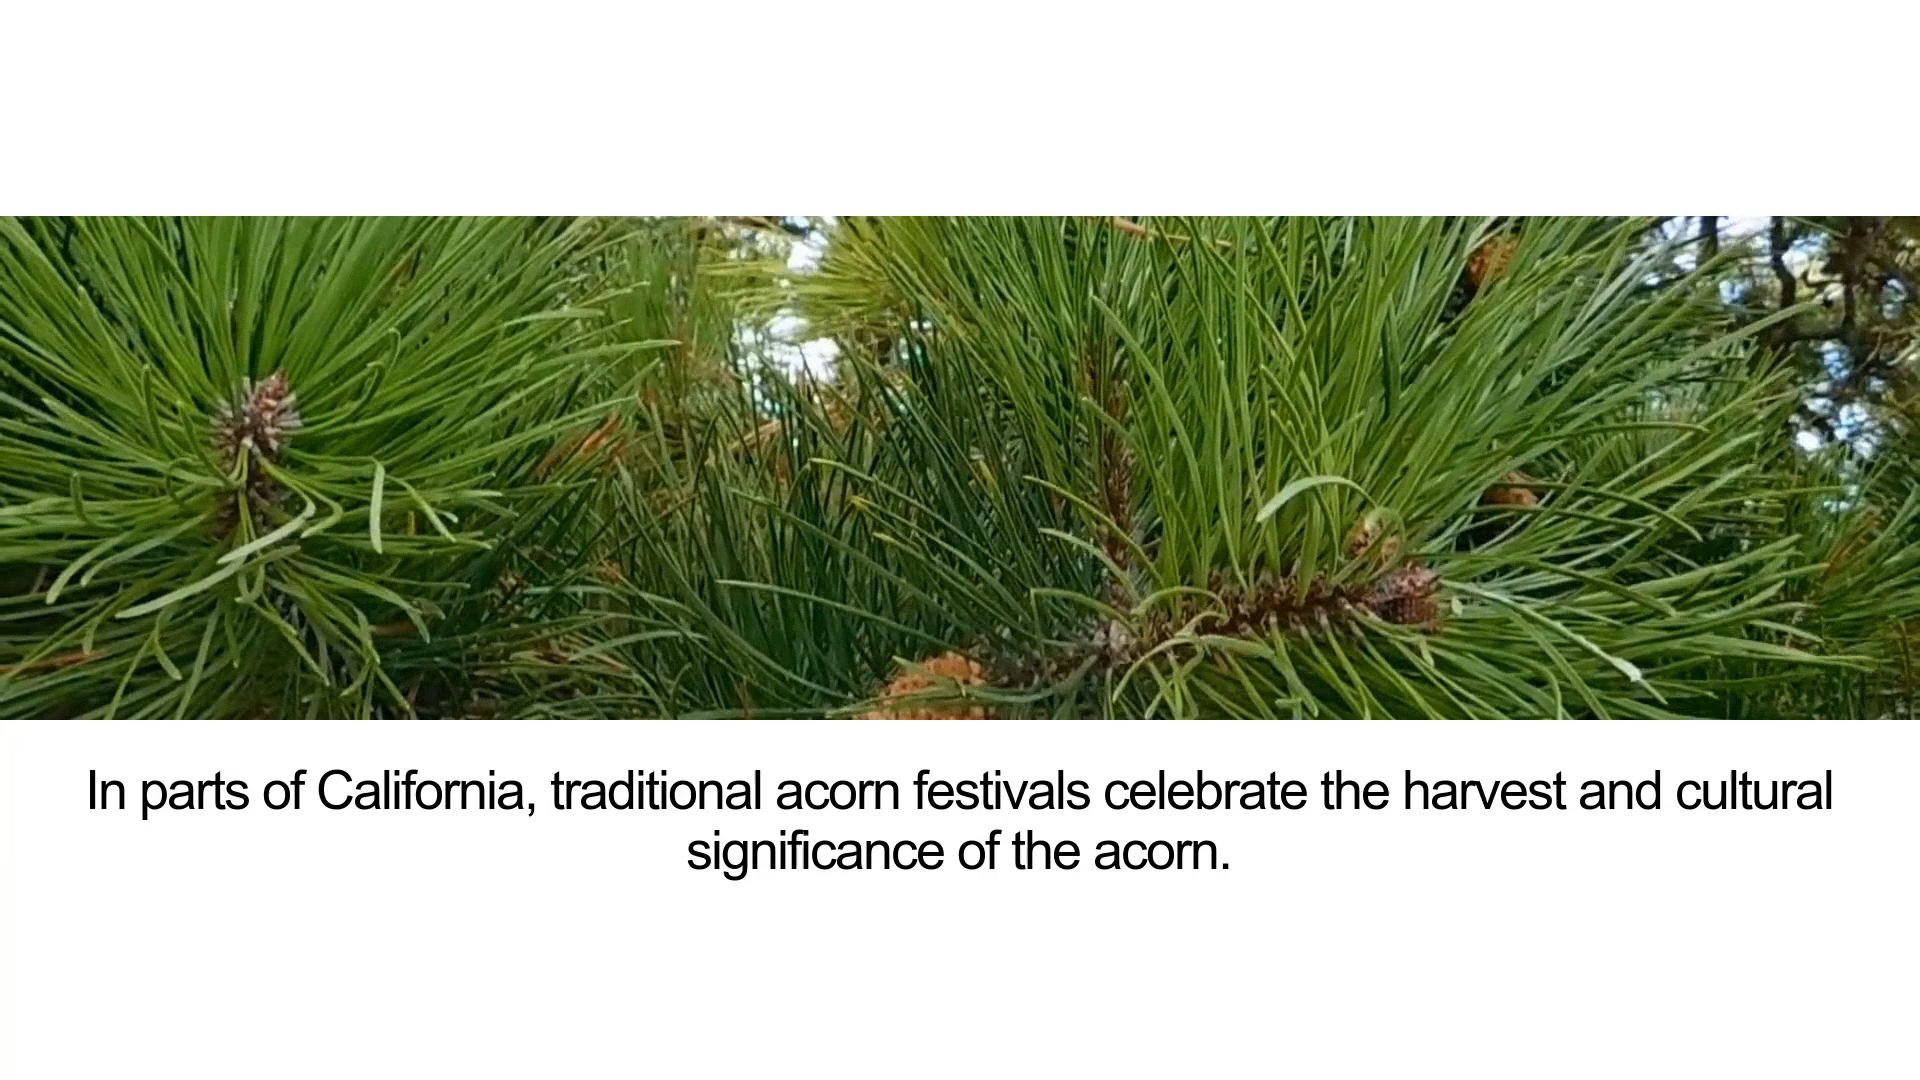 In parts of California, traditional acorn festivals celebrate the harvest and cultural
significance of the acorn.